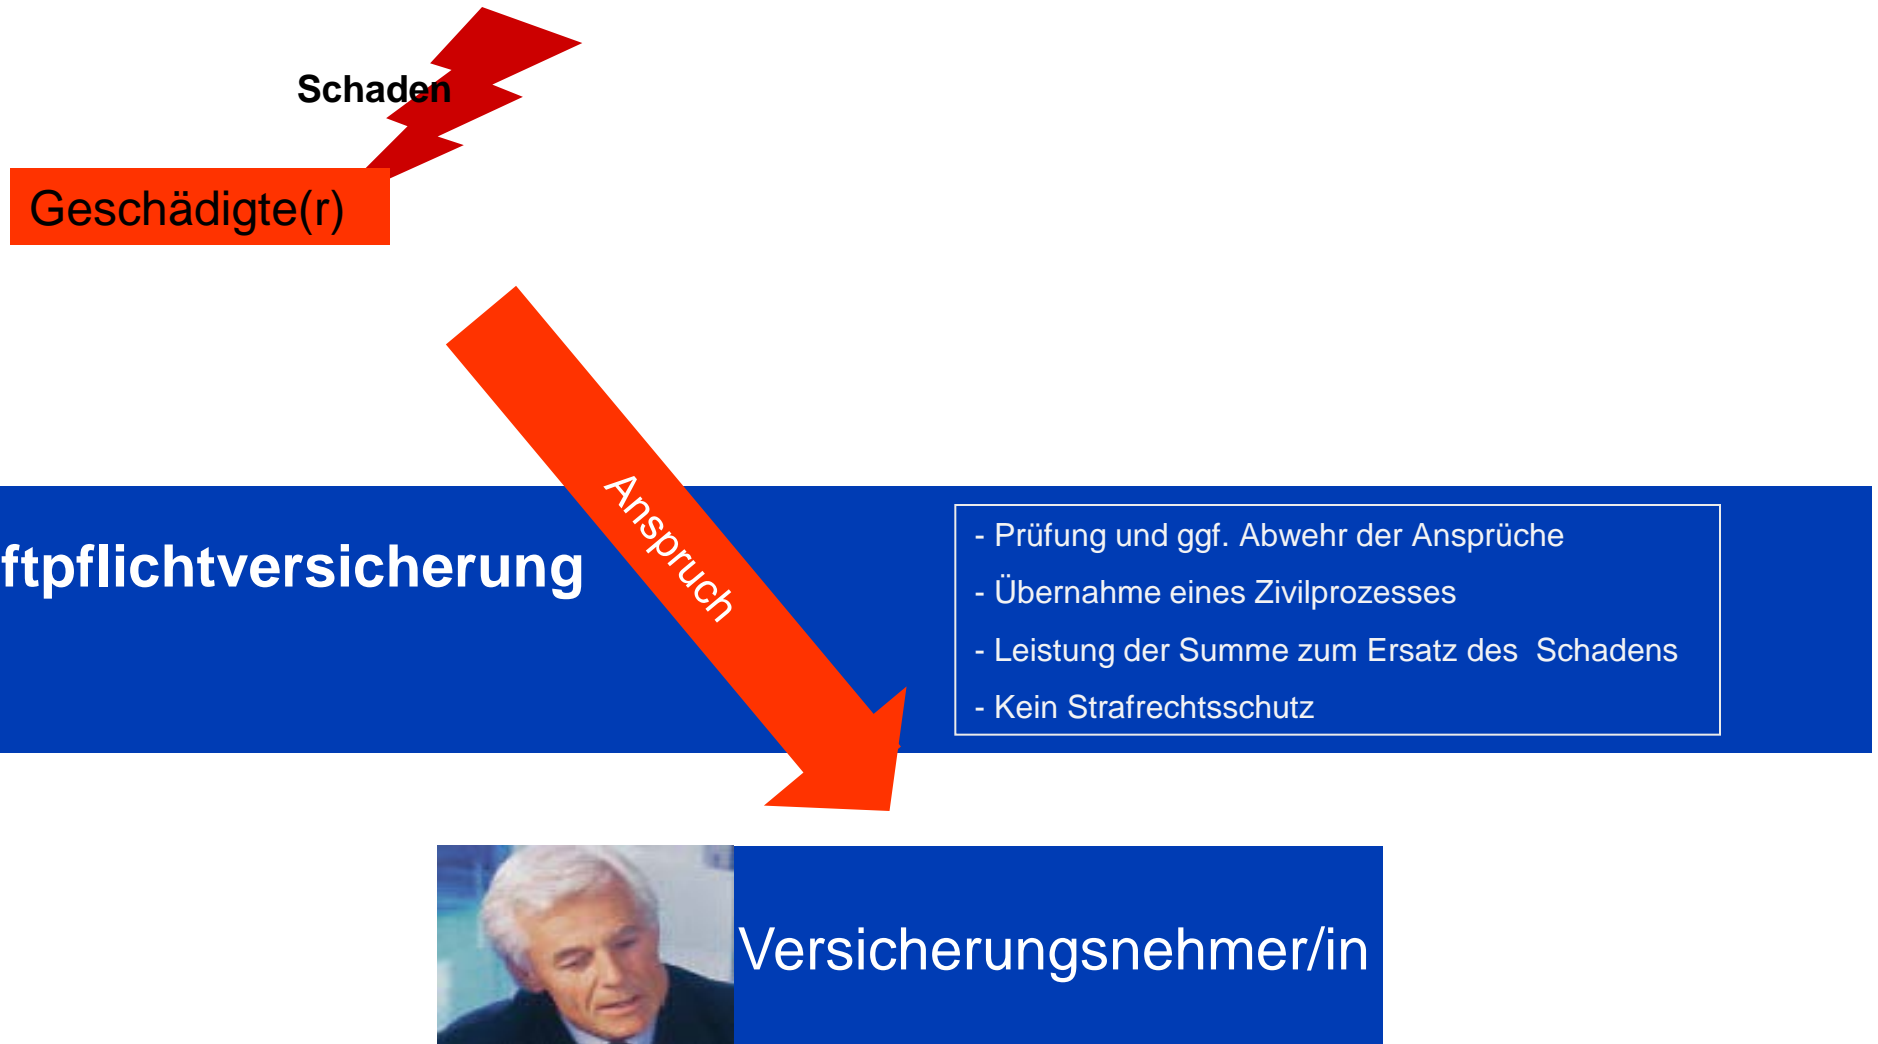 Schaden
Geschädigte(r)
Anspruch
ftpflichtversicherung
- Prüfung und ggf. Abwehr der Ansprüche
- Übernahme eines Zivilprozesses
- Leistung der Summe zum Ersatz des  Schadens
- Kein Strafrechtsschutz
Versicherungsnehmer/in